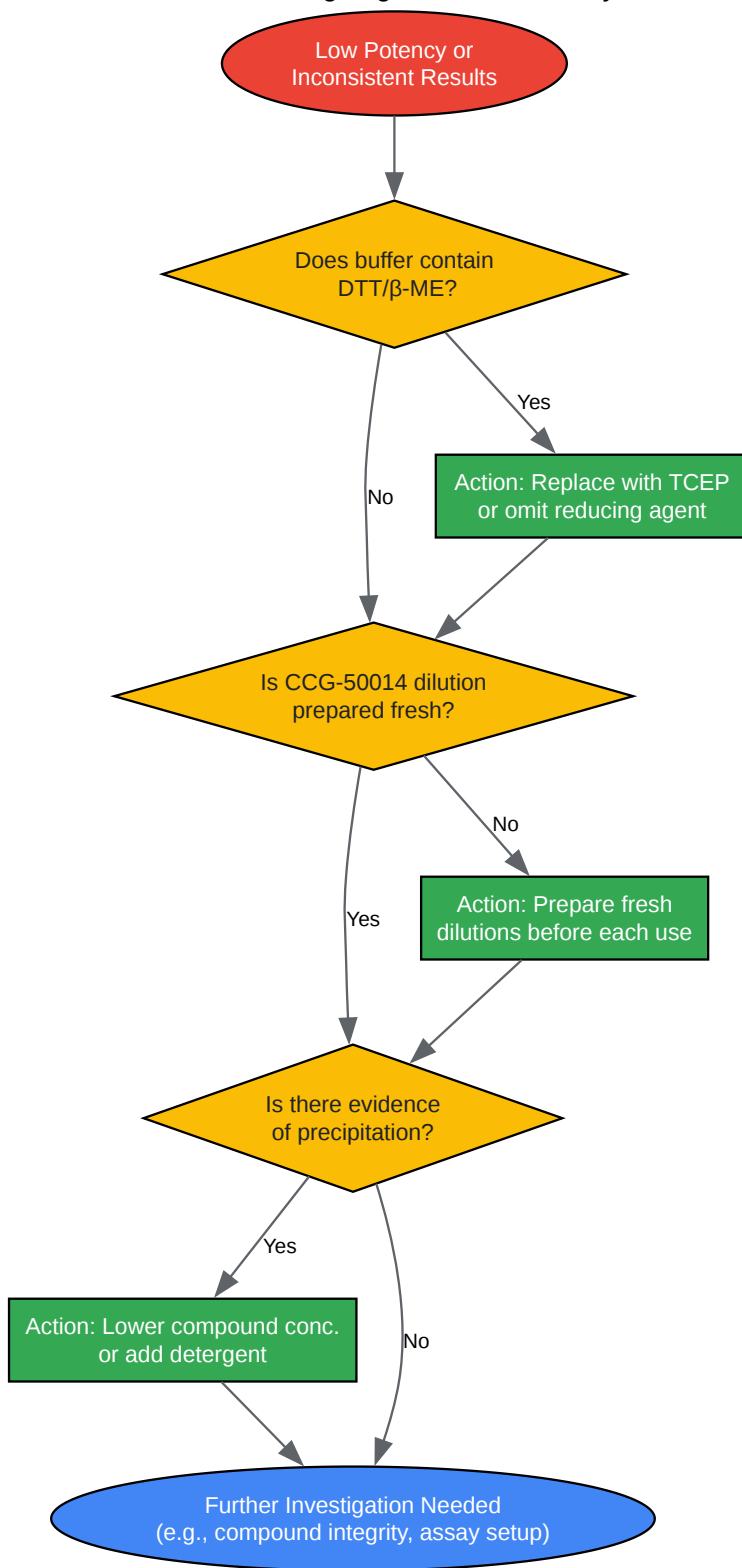 Low Potency or
Inconsistent Results
Does buffer contain
DTT/β-ME?
Yes
Action: Replace with TCEP
or omit reducing agent
No
Is CCG-50014 dilution
prepared fresh?
No
Action: Prepare fresh
dilutions before each use
Yes
Is there evidence
of precipitation?
Yes
Action: Lower compound conc.
or add detergent
No
Further Investigation Needed
(e.g., compound integrity, assay setup)